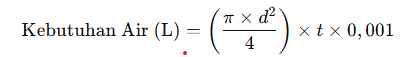 Kebutuhan Air (L) = (π × d² / 4) × t × 0,001